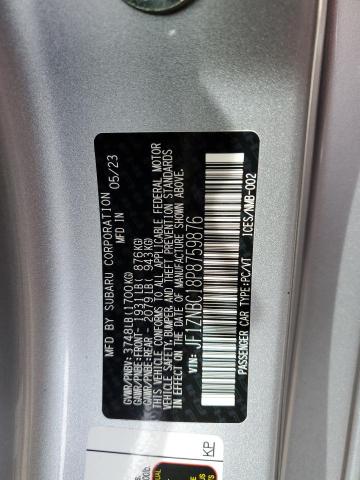 MFD BY SUBARU CORPORATION 05/23
GVWR/PNBV: 3748LB(1700KG)
GAWR/PNBE:FRONT- 1931LB( 876KG)
GAWR/PNBE:REAR - 2079LB( 943KG)
THIS VEHICLE CONFORMS TO ALL APPLICABLE FEDERAL MOTOR
VEHICLE SAFETY, BUMPER AND THEFT PREVENTION STANDARDS
IN EFFECT ON THE DATE OF MANUFACTURE SHOWN ABOVE.
VIN: JF1ZNBC18P8759876
PASSENGER CAR TYPE:PC/VT ICES/NMB-002
KP